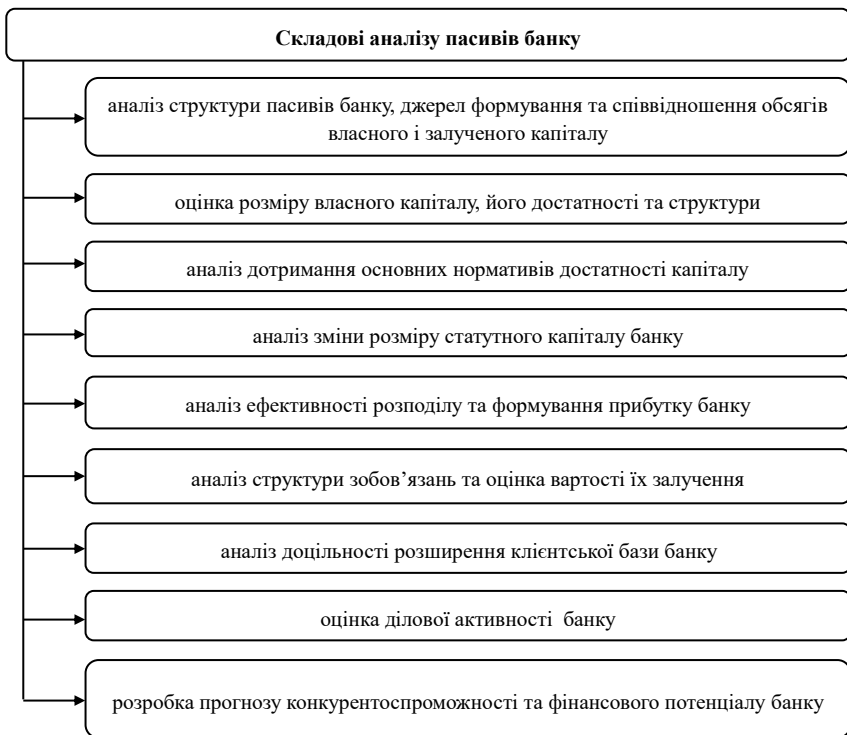 Складові аналізу пасивів банку
аналіз структури пасивів банку, джерел формування та співвідношення обсягів
власного і залученого капіталу
оцінка розміру власного капіталу, його достатності та структури
аналіз дотримання основних нормативів достатності капіталу
аналіз зміни розміру статутного капіталу банку
аналіз ефективності розподілу та формування прибутку банку
аналіз структури зобов’язань та оцінка вартості їх залучення
аналіз доцільності розширення клієнтської бази банку
оцінка ділової активності банку
розробка прогнозу конкурентоспроможності та фінансового потенціалу банку